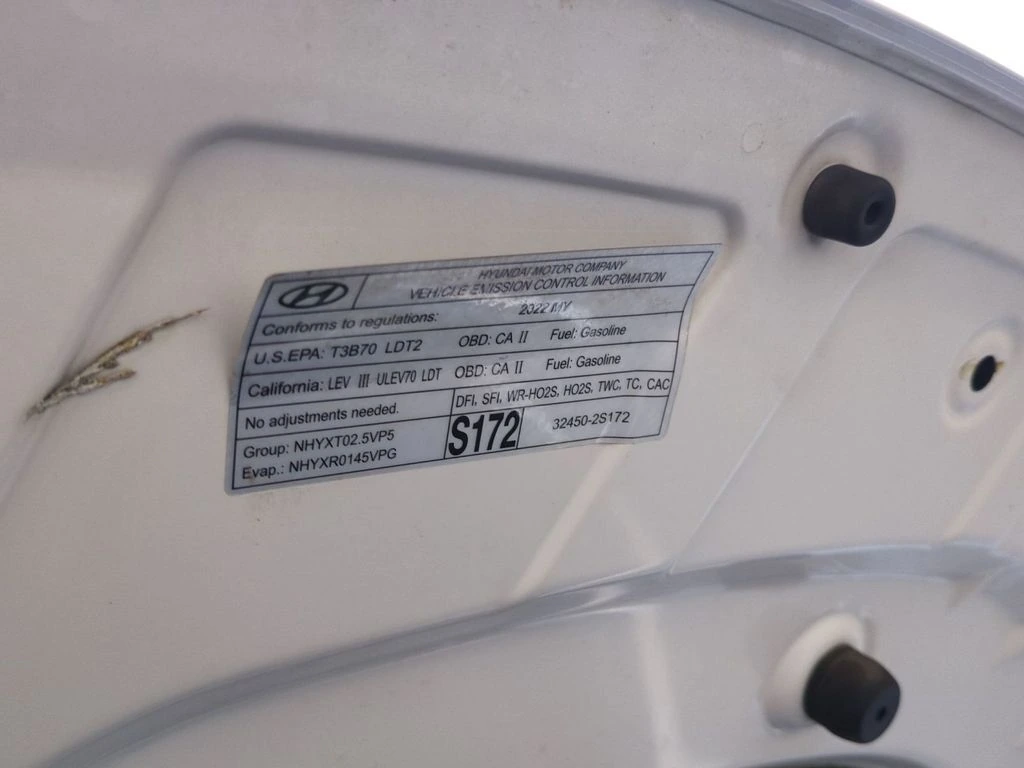 HYUNDAI MOTOR COMPANY
VEHICLE EMISSION CONTROL INFORMATION
Conforms to regulations: 2022 MY
U.S.EPA: T3B70 LDT2 OBD: CA II Fuel: Gasoline
California: LEV III ULEV70 LDT OBD: CA II Fuel: Gasoline
No adjustments needed. DFI, SFI, WR-HO2S, HO2S, TWC, TC, CAC
Group: NHYXT02.5VP5 S172 32450-2S172
Evap.: NHYXR0145VPG